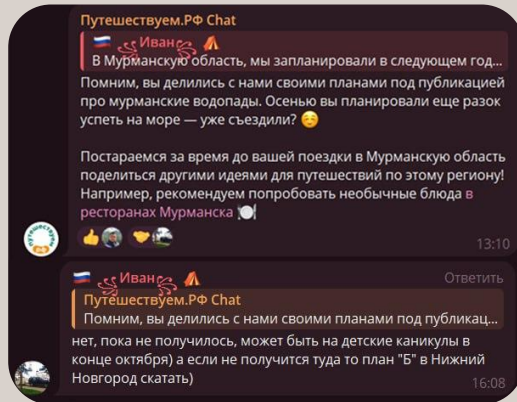 Путешествуем.РФ Chat
Иван
В Мурманскую область, мы запланировали в следующем год...
Помним, вы делились с нами своими планами под публикацией
про мурманские водопады. Осенью вы планировали еще разок
успеть на море — уже съездили? ☺️
Постараемся за время до вашей поездки в Мурманскую область
поделиться другими идеями для путешествий по этому региону!
Например, рекомендуем попробовать необычные блюда в
ресторанах Мурманска 🍽️
13:10
Иван
Ответить
Путешествуем.РФ Chat
Помним, вы делились с нами своими планами под публикац...
нет, пока не получилось, может быть на детские каникулы в
конце октября) а если не получится туда то план "Б" в Нижний
Новгород скатать)
16:08